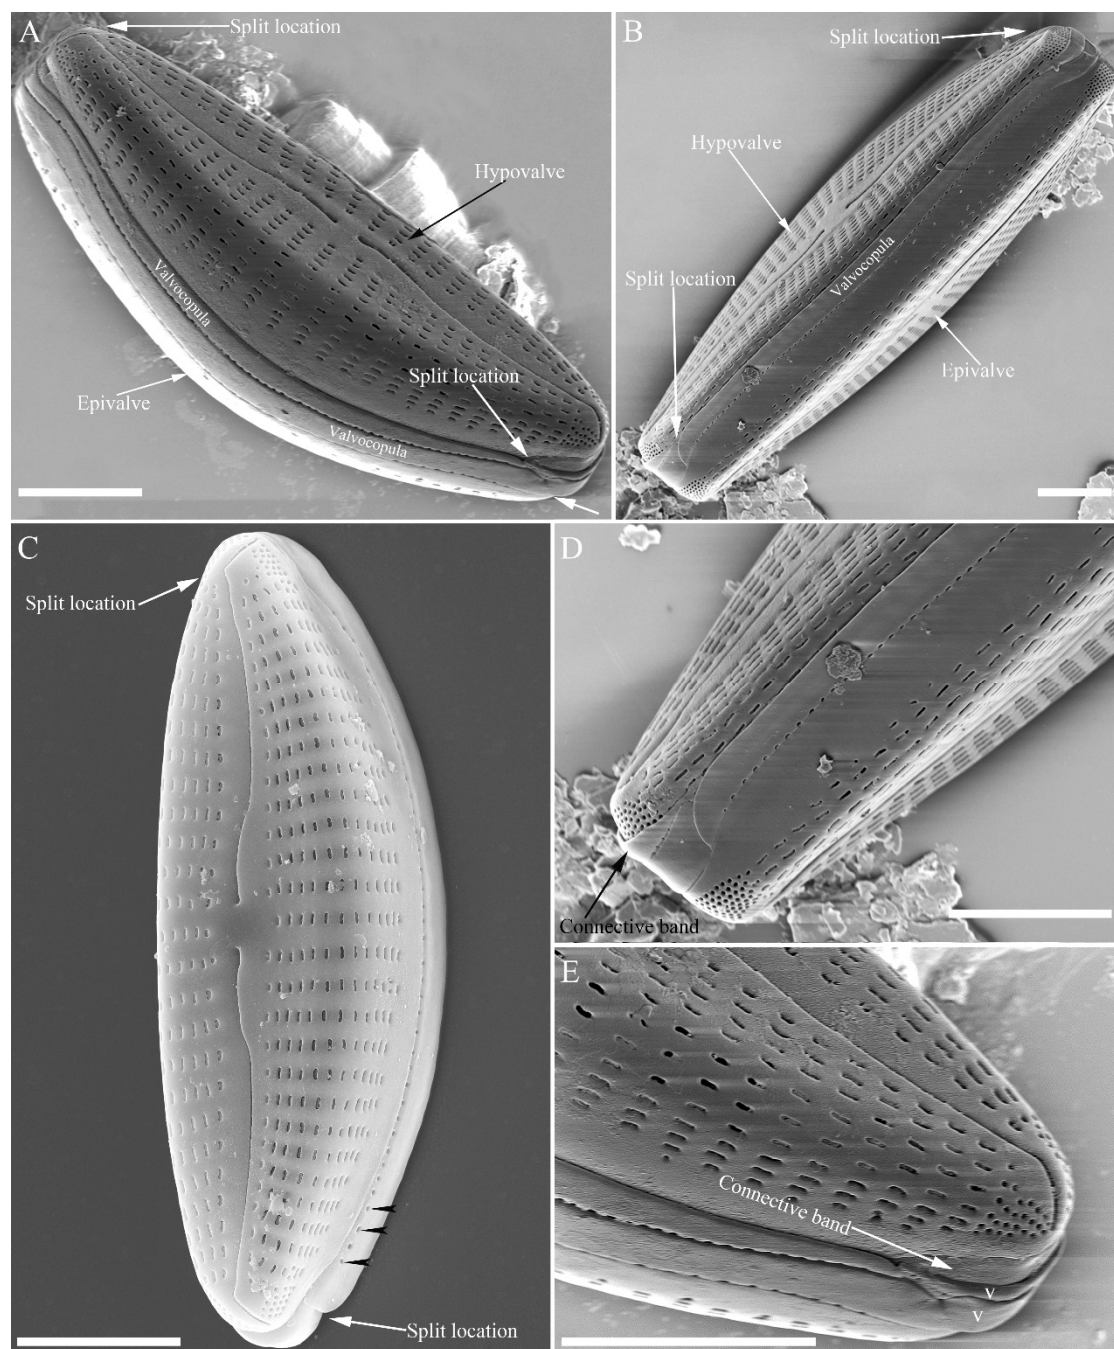 A
Split location
Hypovalve
Valvocopula
Split location
Epivalve
Valvocopula
B
Split location
Hypovalve
Split location
Valvocopula
Epivalve
C
Split location
Split location
D
Connective band
E
Connective band
v
v